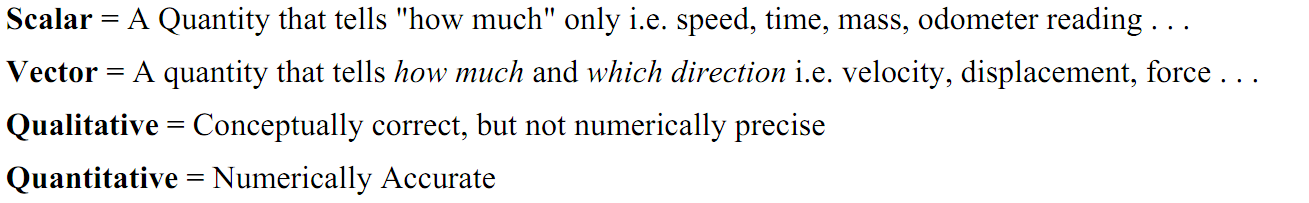 Scalar = A Quantity that tells "how much" only i.e. speed, time, mass, odometer reading . . .
Vector = A quantity that tells how much and which direction i.e. velocity, displacement, force . . .
Qualitative = Conceptually correct, but not numerically precise
Quantitative = Numerically Accurate